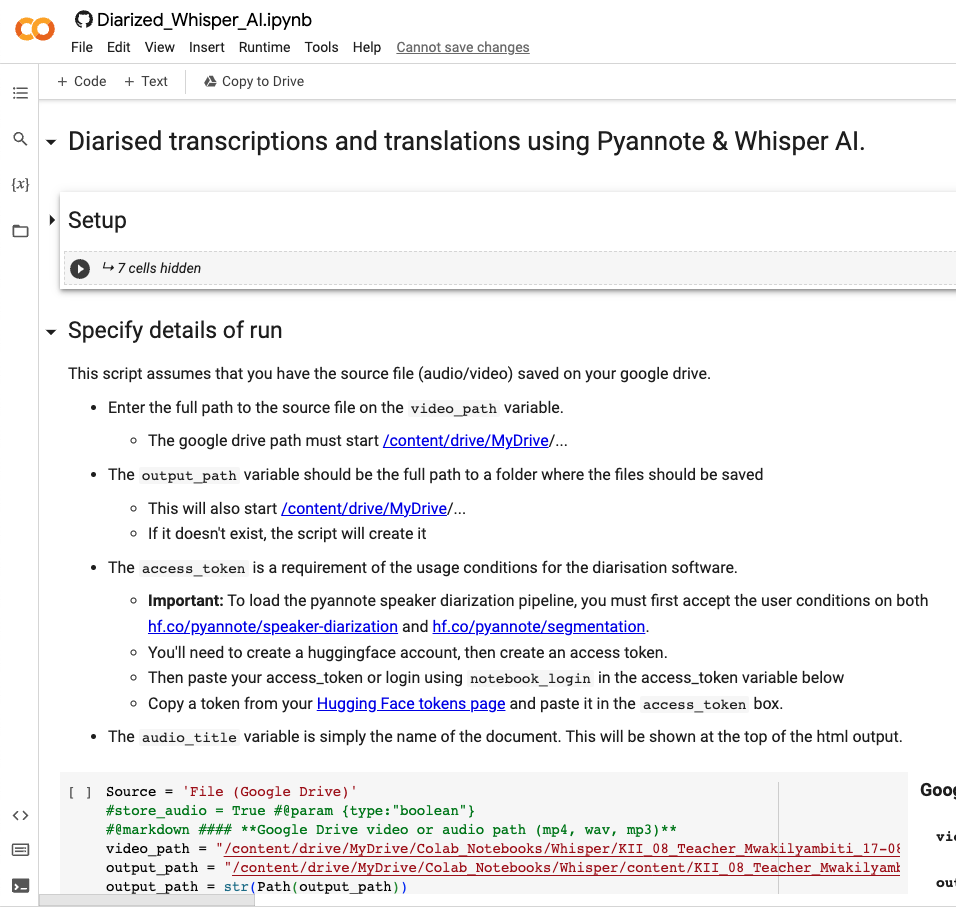 Diarized_Whisper_AI.ipynb
File Edit View Insert Runtime Tools Help Cannot save changes
+ Code + Text Copy to Drive
Diarised transcriptions and translations using Pyannote & Whisper AI.
{x}
Setup
↪ 7 cells hidden
Specify details of run
This script assumes that you have the source file (audio/video) saved on your google drive.
• Enter the full path to the source file on the video_path variable.
◦ The google drive path must start /content/drive/MyDrive/...
• The output_path variable should be the full path to a folder where the files should be saved
◦ This will also start /content/drive/MyDrive/...
◦ If it doesn't exist, the script will create it
• The access_token is a requirement of the usage conditions for the diarisation software.
◦ Important: To load the pyannote speaker diarization pipeline, you must first accept the user conditions on both
hf.co/pyannote/speaker-diarization and hf.co/pyannote/segmentation.
◦ You'll need to create a huggingface account, then create an access token.
◦ Then paste your access_token or login using notebook_login in the access_token variable below
◦ Copy a token from your Hugging Face tokens page and paste it in the access_token box.
• The audio_title variable is simply the name of the document. This will be shown at the top of the html output.
[ ] Source = 'File (Google Drive)'
#store_audio = True #@param {type:"boolean"}
#@markdown #### **Google Drive video or audio path (mp4, wav, mp3)**
video_path = "/content/drive/MyDrive/Colab_Notebooks/Whisper/KII_08_Teacher_Mwakilyambiti_17-08
output_path = "/content/drive/MyDrive/Colab_Notebooks/Whisper/content/KII_08_Teacher_Mwakilyamb
output_path = str(Path(output_path))
Goog
vid
out